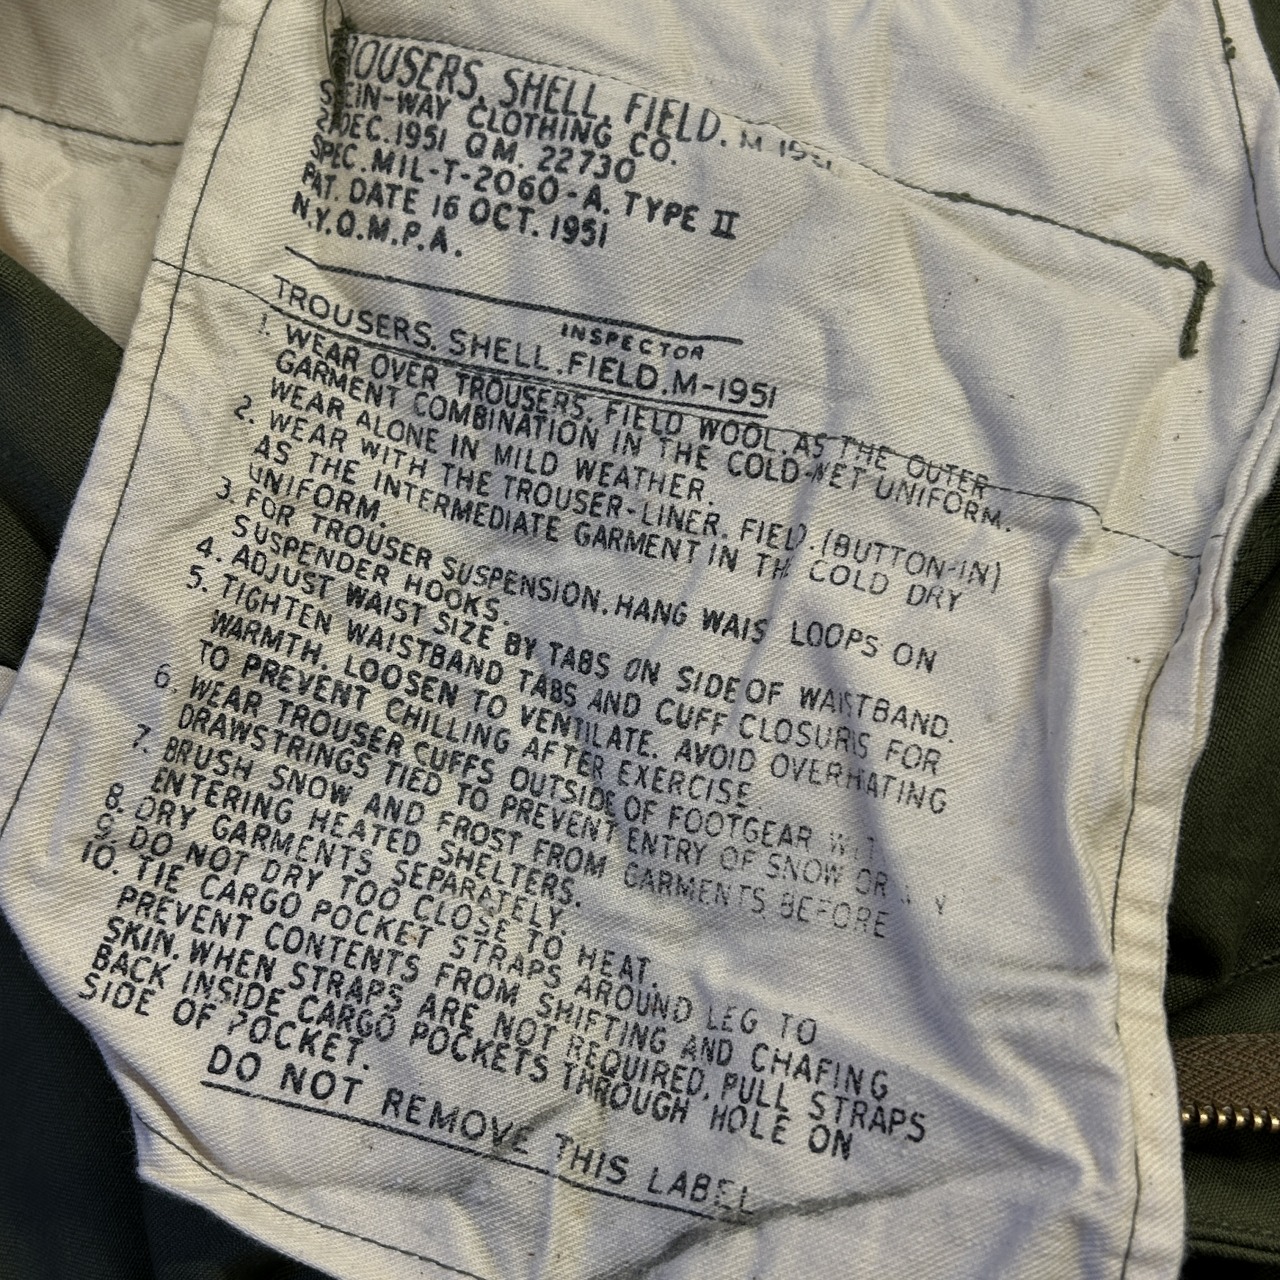 ROUSERS, SHELL, FIELD, M-1951
STEIN-WAY CLOTHING CO.
DEC. 1951 QM. 22730
SPEC. MIL-T-2060-A. TYPE II
PAT. DATE 16 OCT. 1951
N.Y.Q.M.P.A.
INSPECTOR
TROUSERS, SHELL, FIELD, M-1951
1. WEAR OVER TROUSERS, FIELD WOOL, AS THE OUTER
GARMENT COMBINATION IN THE COLD-WET UNIFORM.
WEAR ALONE IN MILD WEATHER.
2. WEAR WITH THE TROUSER-LINER, FIELD, (BUTTON-IN)
AS THE INTERMEDIATE GARMENT IN THE COLD DRY
UNIFORM.
3. FOR TROUSER SUSPENSION, HANG WAIS LOOPS ON
SUSPENDER HOOKS.
4. ADJUST WAIST SIZE BY TABS ON SIDE OF WAISTBAND.
5. TIGHTEN WAISTBAND TABS AND CUFF CLOSURES FOR
WARMTH. LOOSEN TO VENTILATE. AVOID OVERHEATING
TO PREVENT CHILLING AFTER EXERCISE.
6. WEAR TROUSER CUFFS OUTSIDE OF FOOTGEAR WIT
DRAWSTRINGS TIED TO PREVENT ENTRY OF SNOW OR
7. BRUSH SNOW AND FROST FROM GARMENTS BEFORE
ENTERING HEATED SHELTERS.
8. DRY GARMENTS SEPARATELY.
9. DO NOT DRY TOO CLOSE TO HEAT.
10. TIE CARGO POCKET STRAPS AROUND LEG TO
PREVENT CONTENTS FROM SHIFTING AND CHAFING
SKIN. WHEN STRAPS ARE NOT REQUIRED, PULL STRAPS
BACK INSIDE CARGO POCKETS THROUGH HOLE ON
SIDE OF POCKET.
DO NOT REMOVE THIS LABEL